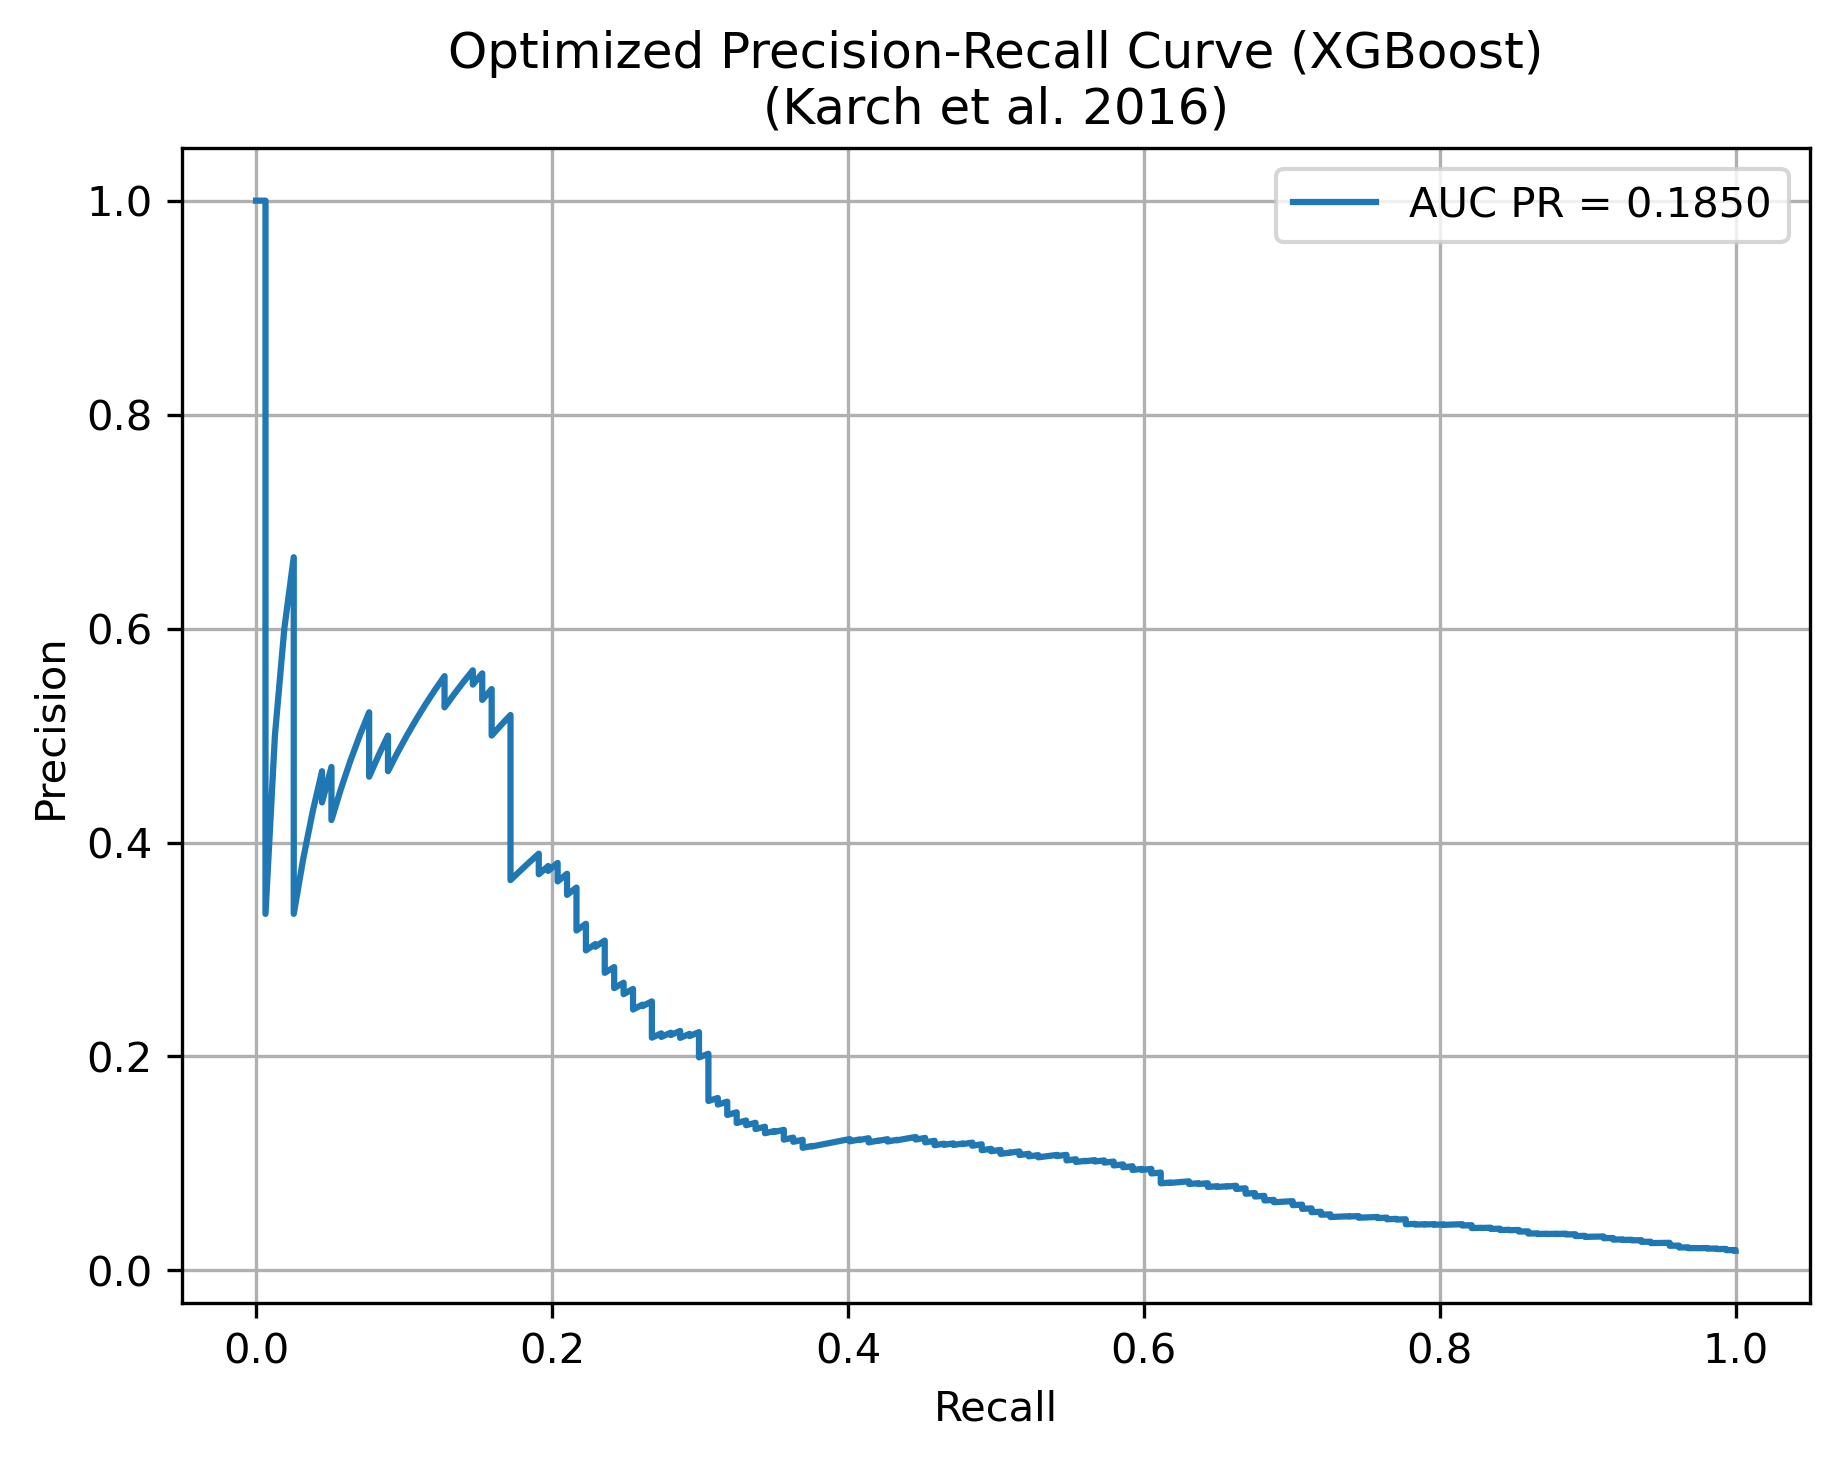 Optimized Precision-Recall Curve (XGBoost)
(Karch et al. 2016)
AUC PR = 0.1850
1.0
0.8
0.6
0.4
0.2
0.0
Precision
0.0 0.2 0.4 0.6 0.8 1.0
Recall